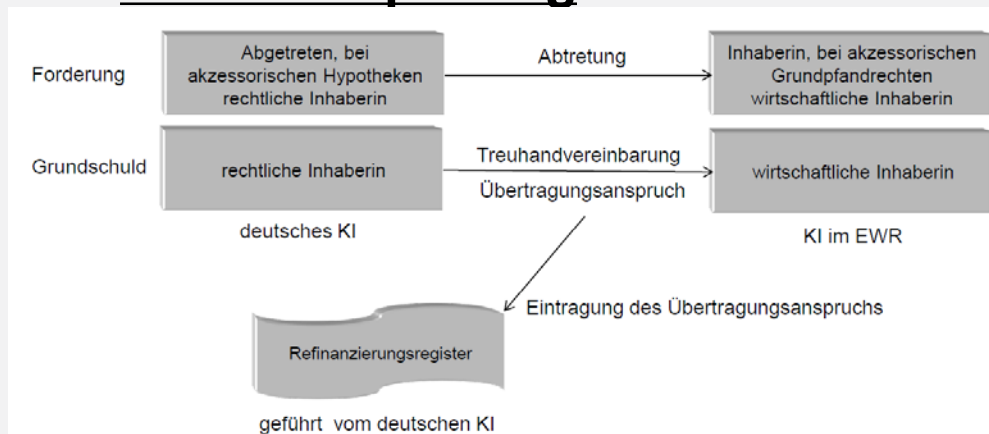 Forderung
Abgetreten, bei
akzessorischen Hypotheken
rechtliche Inhaberin
Abtretung
Inhaberin, bei akzessorischen
Grundpfandrechten
wirtschaftliche Inhaberin
Grundschuld
rechtliche Inhaberin
Treuhandvereinbarung
Übertragungsanspruch
wirtschaftliche Inhaberin
deutsches KI
KI im EWR
Eintragung des Übertragungsanspruchs
Refinanzierungsregister
geführt vom deutschen KI